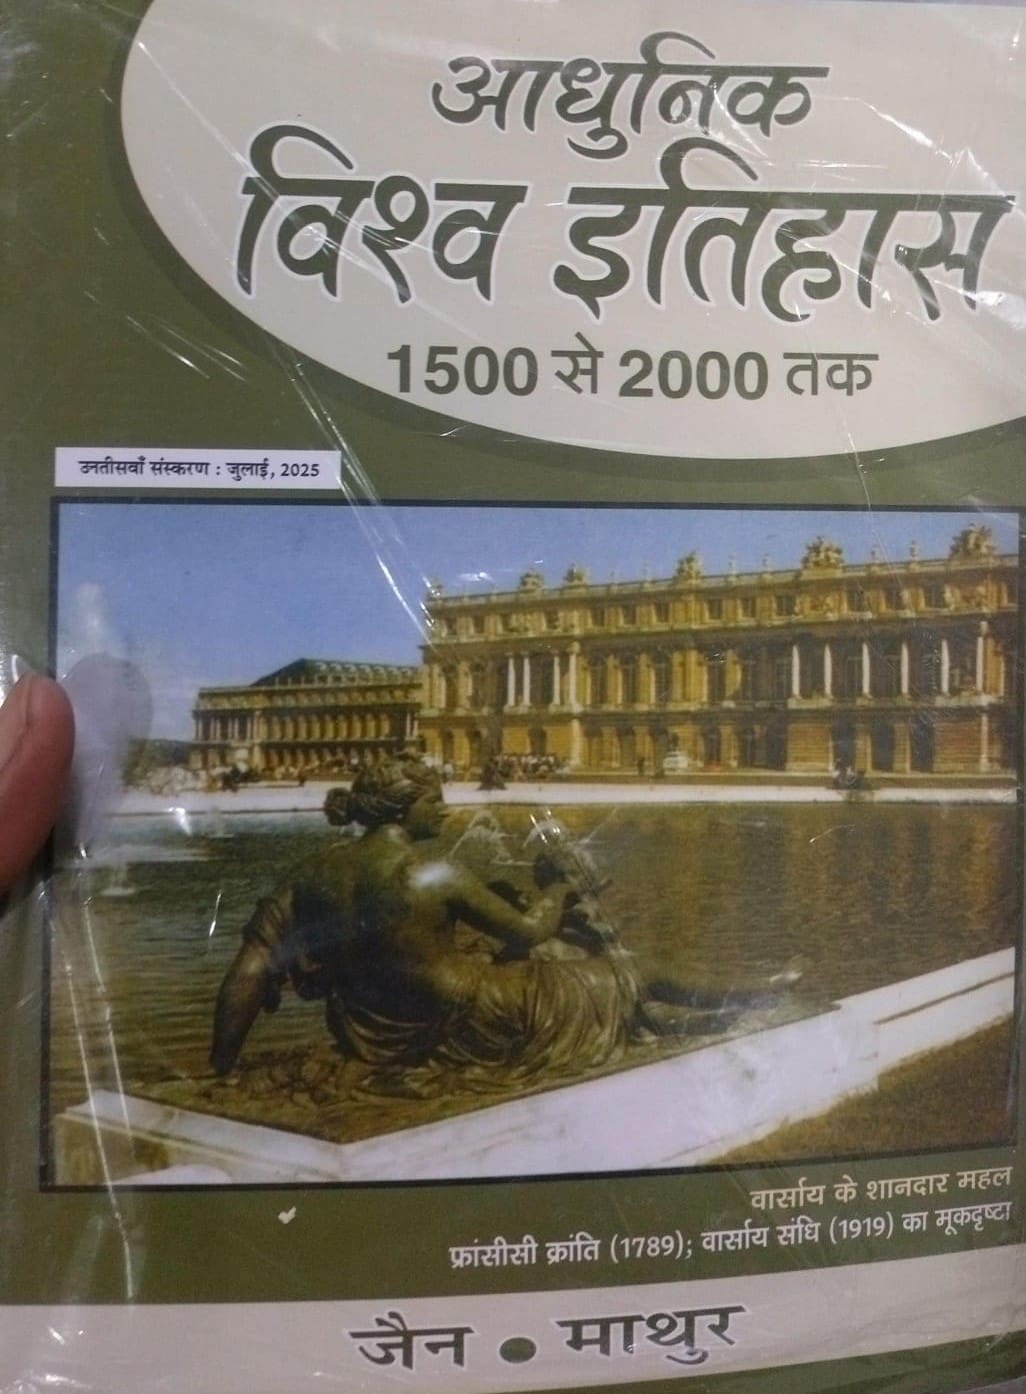 आधुनिक
विश्व इतिहास
1500 से 2000 तक
उनतीसवाँ संस्करण : जुलाई, 2025
वार्साय के शानदार महल
फ्रांसीसी क्रांति (1789); वार्साय संधि (1919) का मूकदृष्टा
जैन • माथुर